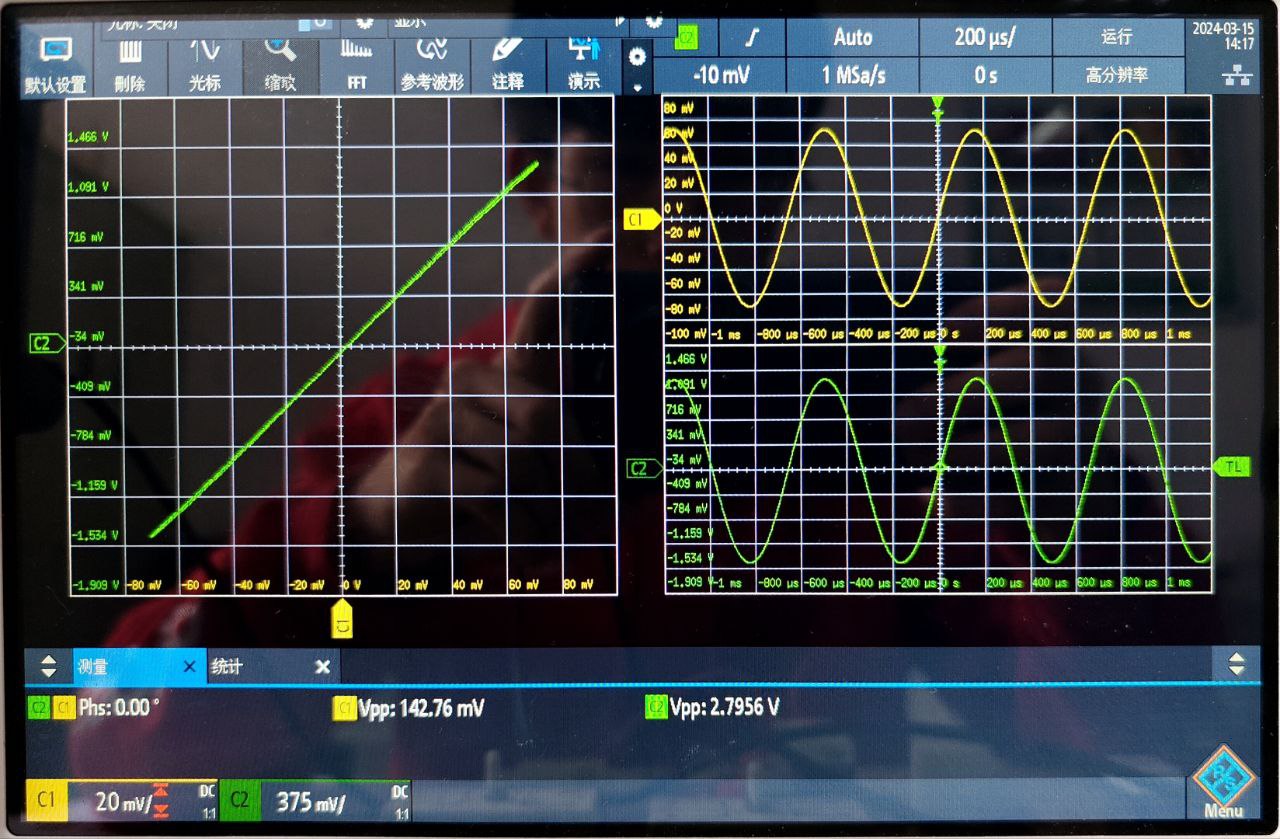 光标: 关闭
显示
默认设置
删除
光标
缩放
FFT
参考波形
注释
演示
C2
Auto
200 µs/
运行
2024-03-15
14:17
-10 mV
1 MSa/s
0 s
高分辨率
1.466 V
1.091 V
716 mV
341 mV
-34 mV
-409 mV
-784 mV
-1.159 V
-1.534 V
-1.909 V
-80 mV
-60 mV
-40 mV
-20 mV
0 V
20 mV
40 mV
60 mV
80 mV
C2
C1
80 mV
60 mV
40 mV
20 mV
0 V
-20 mV
-40 mV
-60 mV
-80 mV
-100 mV
-1 ms
-800 µs
-600 µs
-400 µs
-200 µs
0 s
200 µs
400 µs
600 µs
800 µs
1 ms
C1
1.466 V
1.091 V
716 mV
341 mV
-34 mV
-409 mV
-784 mV
-1.159 V
-1.534 V
-1.909 V
-1 ms
-800 µs
-600 µs
-400 µs
-200 µs
0 s
200 µs
400 µs
600 µs
800 µs
1 ms
C2
TL
测量
统计
C2 C1 Phs: 0.00 °
C1 Vpp: 142.76 mV
C2 Vpp: 2.7956 V
C1 20 mV/ DC 1:1
C2 375 mV/ DC 1:1
R&S
Menu